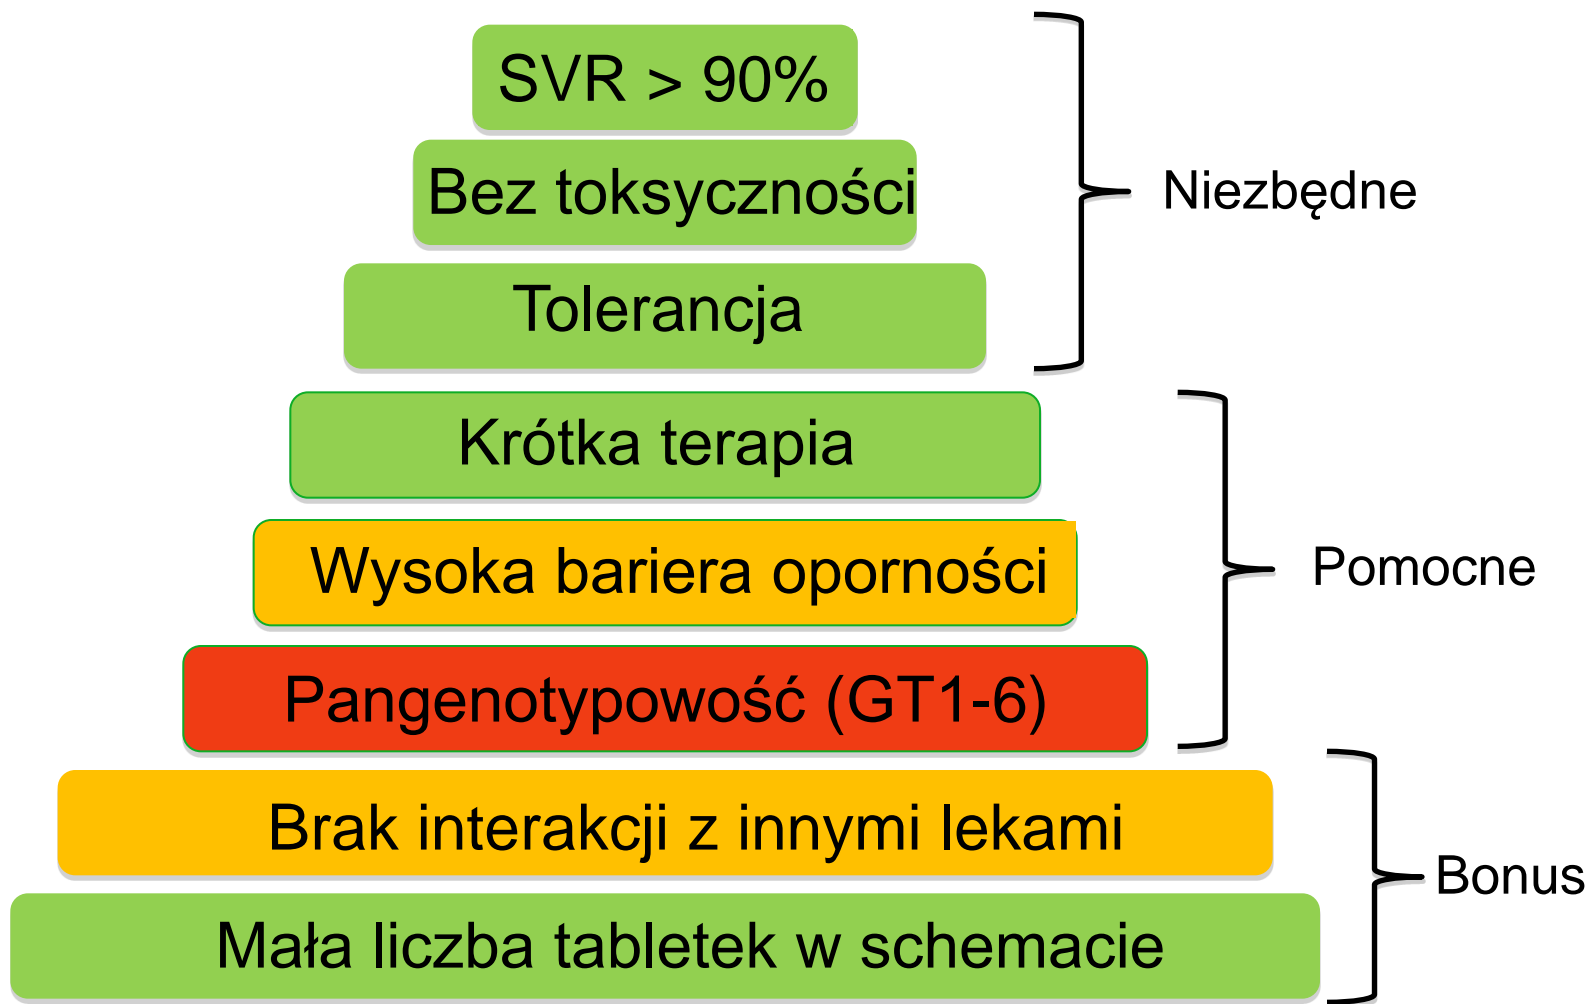 SVR > 90%
Bez toksyczności
Tolerancja
Niezbędne
Krótka terapia
Wysoka bariera oporności
Pangenotypowość (GT1-6)
Pomocne
Brak interakcji z innymi lekami
Mała liczba tabletek w schemacie
Bonus